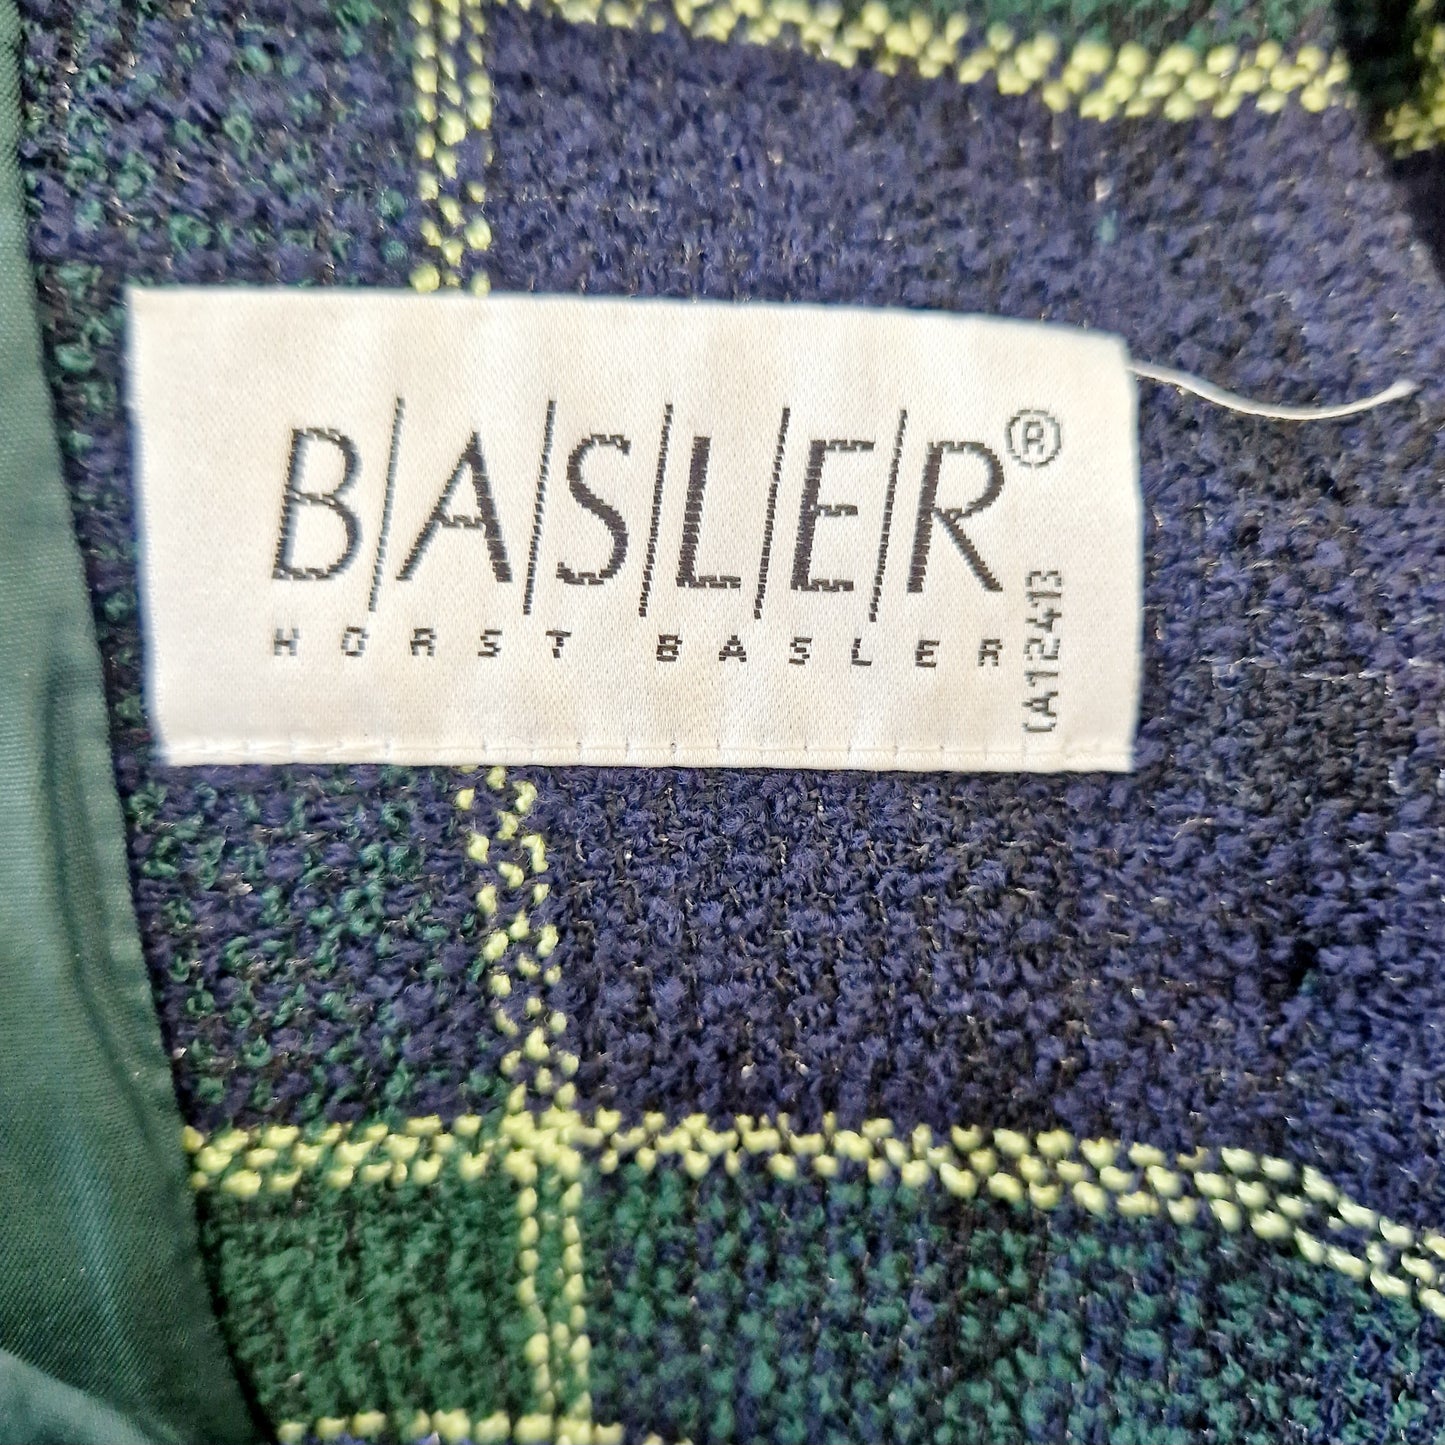 B/A/S/L/E/R®
HORST BASLER
CA12413